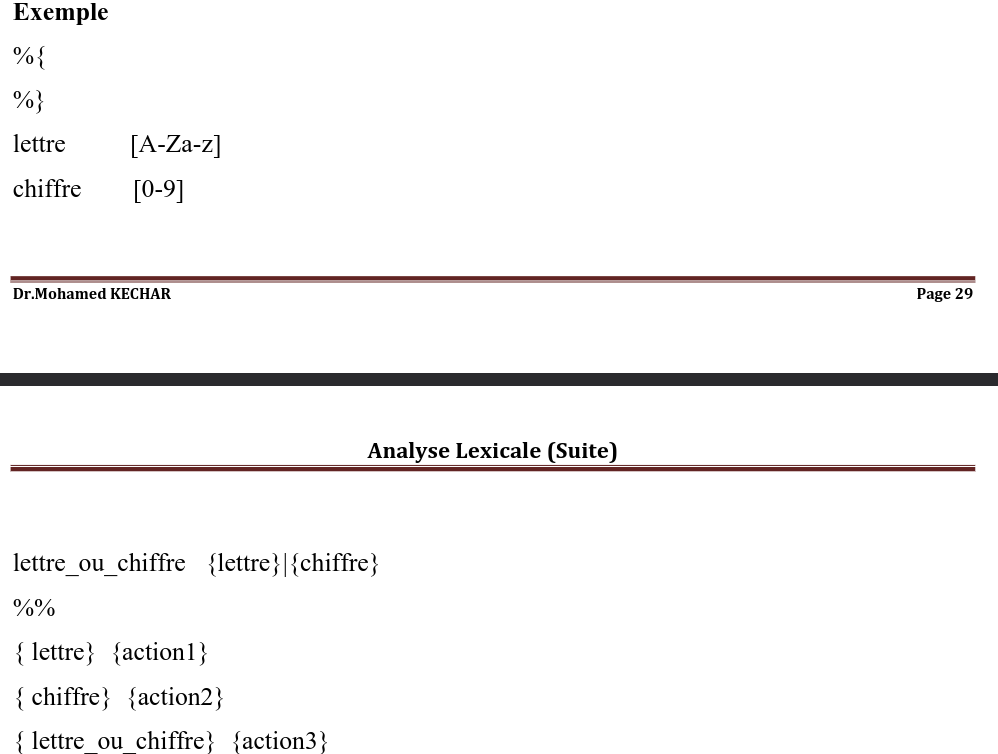 Exemple
%{
%}
lettre [A-Za-z]
chiffre [0-9]
Dr.Mohamed KECHAR Page 29
Analyse Lexicale (Suite)
lettre_ou_chiffre {lettre}|{chiffre}
%%
{ lettre} {action1}
{ chiffre} {action2}
{ lettre_ou_chiffre} {action3}